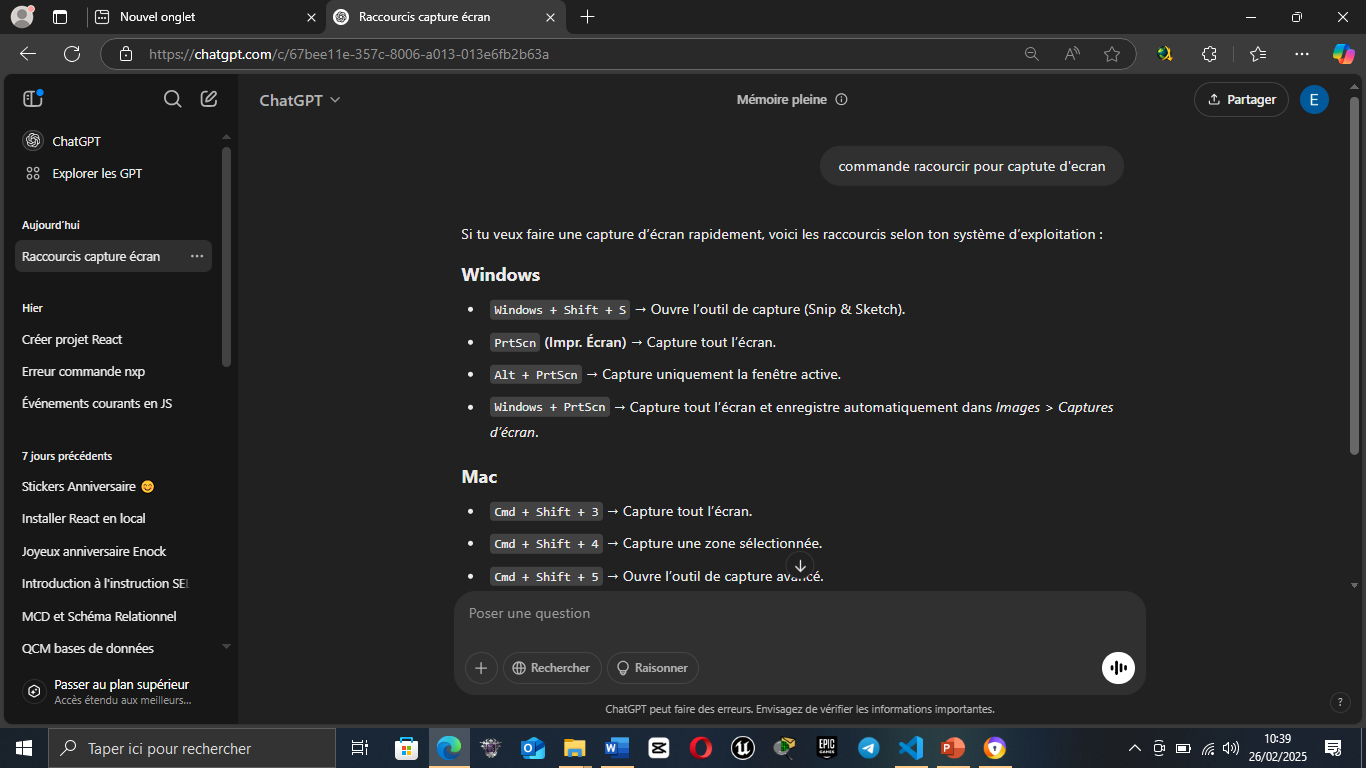 Nouvel onglet
Raccourcis capture écran
https://chatgpt.com/c/67bee11e-357c-8006-a013-013e6fb2b63a
ChatGPT
Mémoire pleine
Partager
E
ChatGPT
Explorer les GPT
Aujourd'hui
Raccourcis capture écran
Hier
Créer projet React
Erreur commande nxp
Événements courants en JS
7 jours précédents
Stickers Anniversaire 😊
Installer React en local
Joyeux anniversaire Enock
Introduction à l'instruction SEL
MCD et Schéma Relationnel
QCM bases de données
Passer au plan supérieur
Accès étendu aux meilleurs...
commande racourcir pour captute d'ecran
Si tu veux faire une capture d'écran rapidement, voici les raccourcis selon ton système d'exploitation :
Windows
• Windows + Shift + S → Ouvre l'outil de capture (Snip & Sketch).
• PrtScn (Impr. Écran) → Capture tout l'écran.
• Alt + PrtScn → Capture uniquement la fenêtre active.
• Windows + PrtScn → Capture tout l'écran et enregistre automatiquement dans Images > Captures
d'écran.
Mac
• Cmd + Shift + 3 → Capture tout l'écran.
• Cmd + Shift + 4 → Capture une zone sélectionnée.
• Cmd + Shift + 5 → Ouvre l'outil de capture avancé.
Poser une question
Rechercher
Raisonner
ChatGPT peut faire des erreurs. Envisagez de vérifier les informations importantes.
?
Taper ici pour rechercher
EPIC
GAMES
10:39
26/02/2025